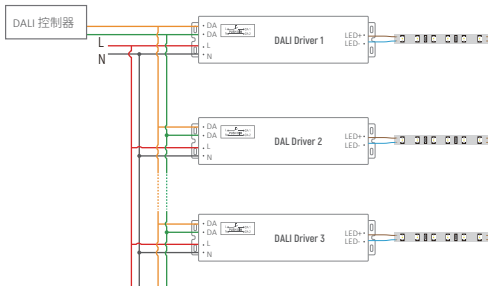 DALI 控制器
L
N
DA
DA
L
N
DALI Driver 1
LED+
LED-
DA
DA
L
N
DAL Driver 2
LED+
LED-
DA
DA
L
N
DALI Driver 3
LED+
LED-